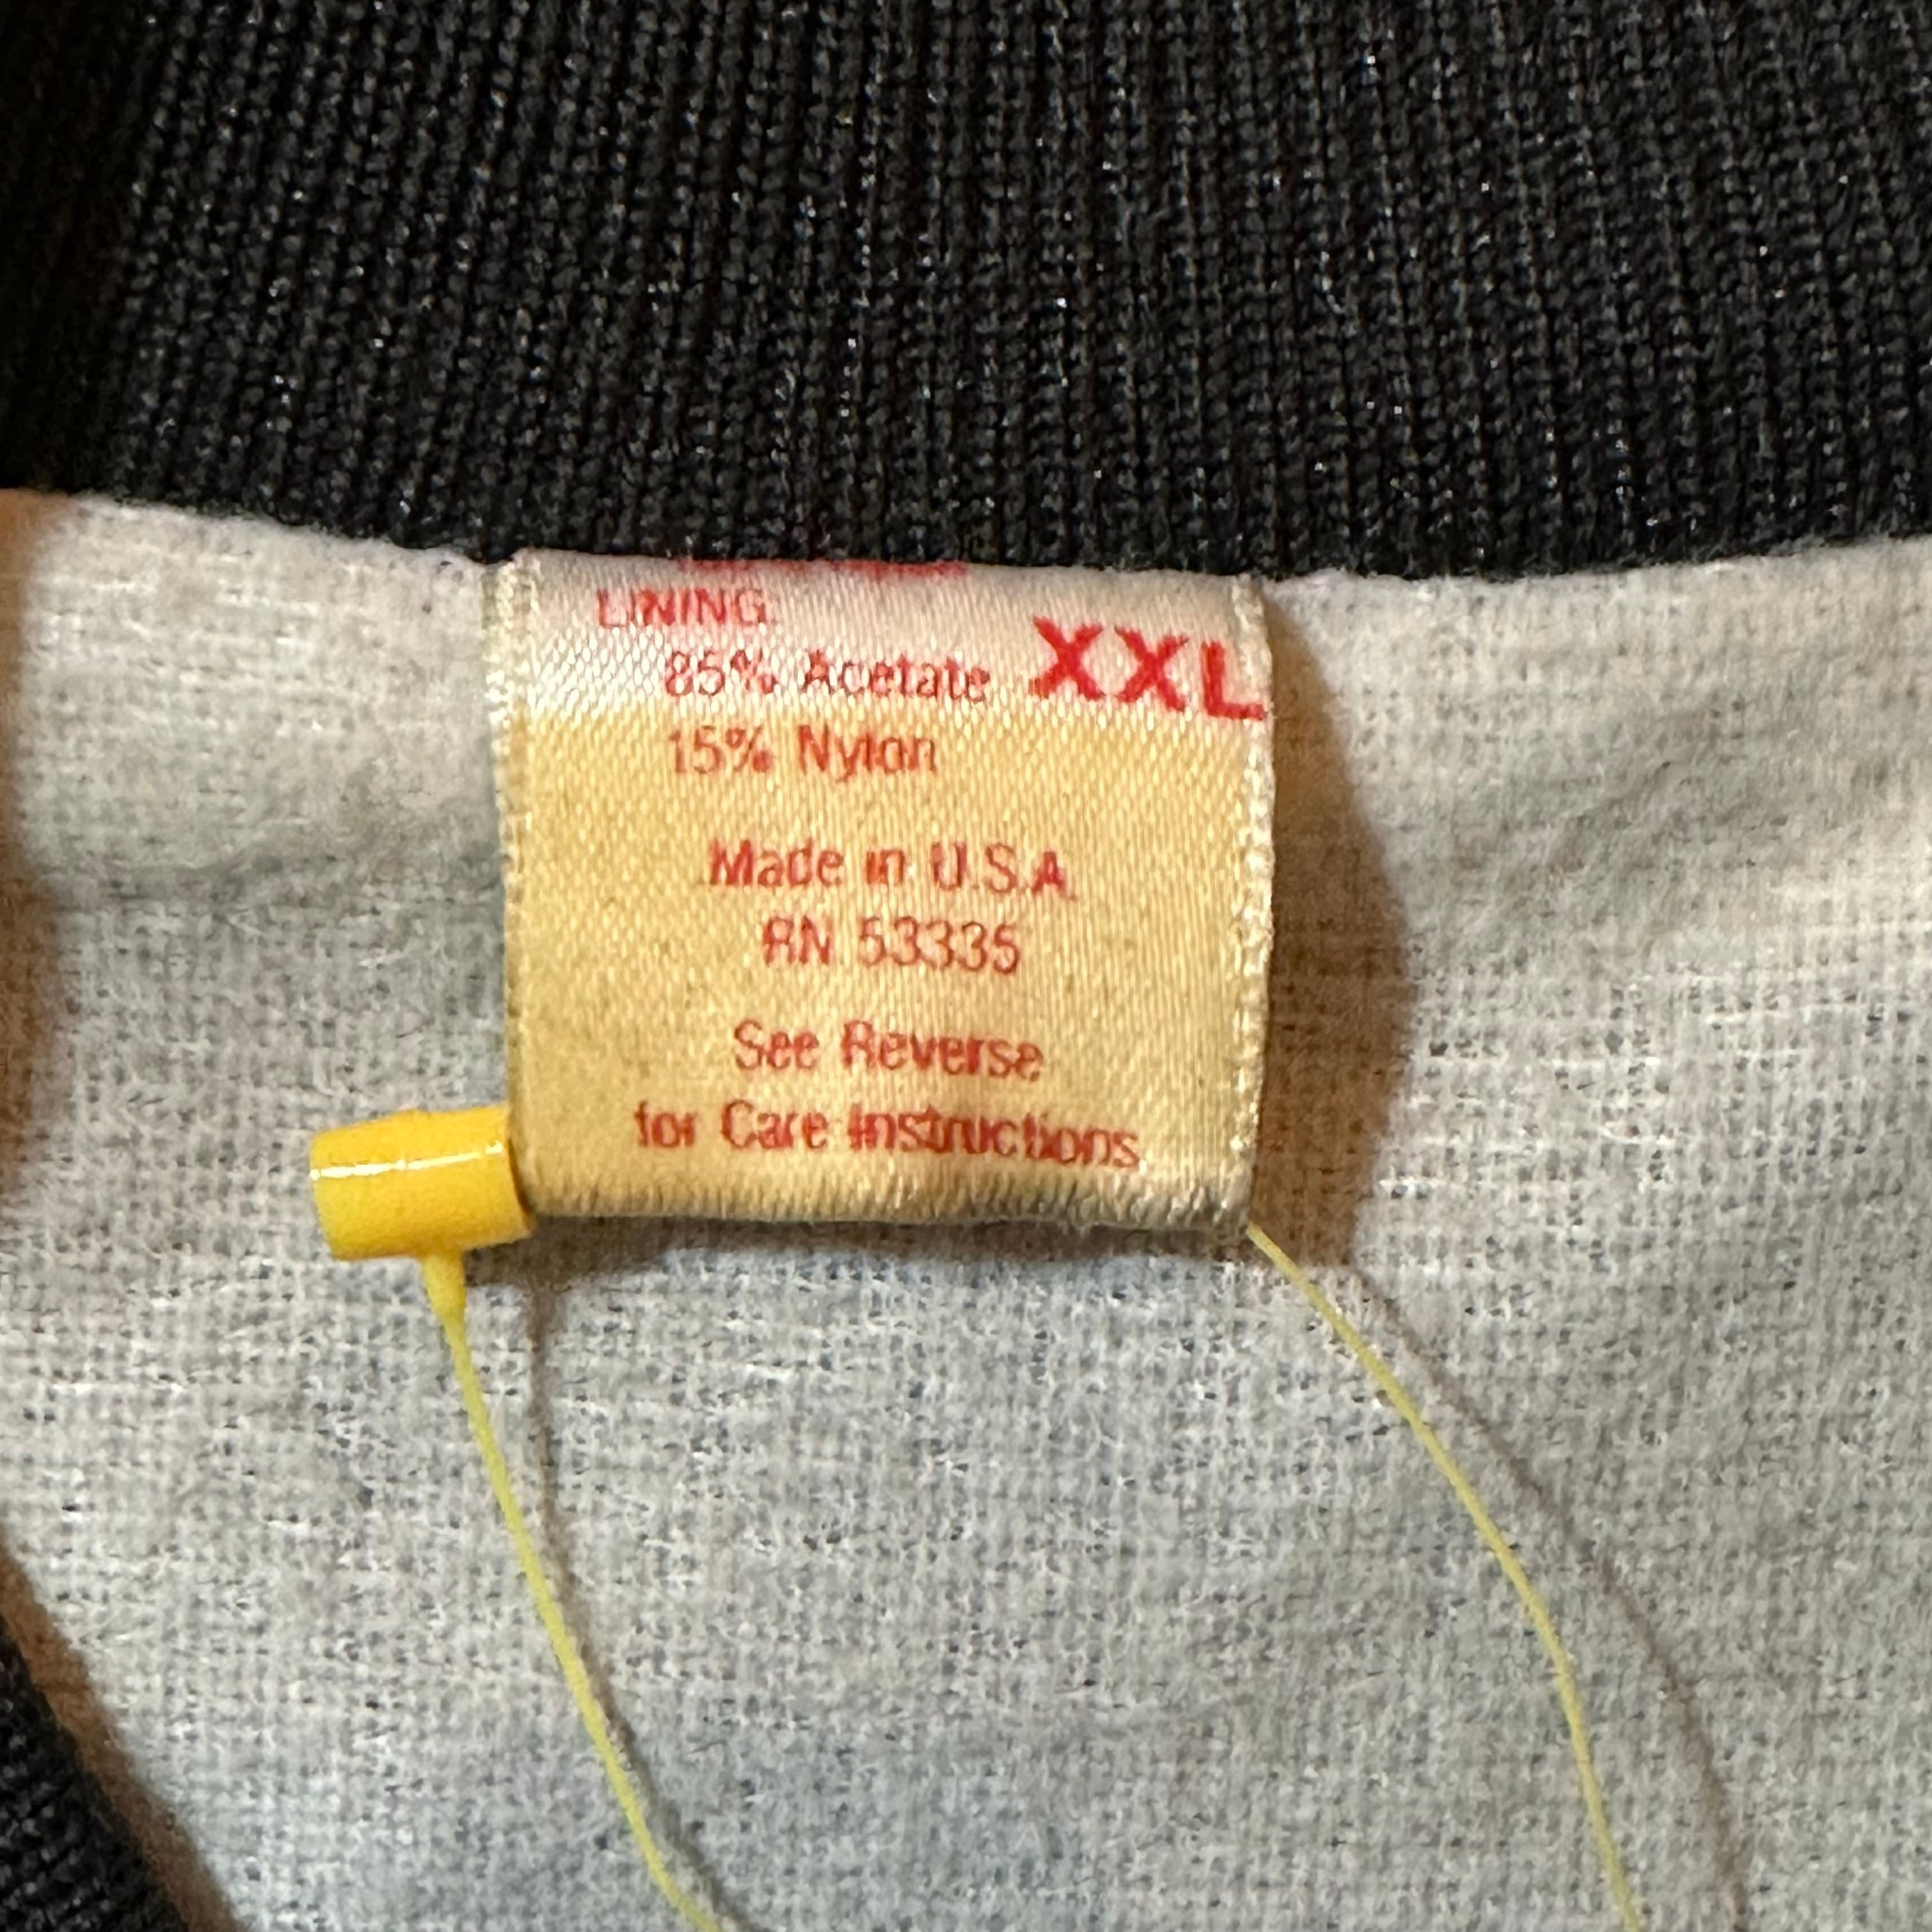 LINING:
85% Acetate XXL
15% Nylon
Made in U.S.A.
RN 53335
See Reverse
for Care Instructions